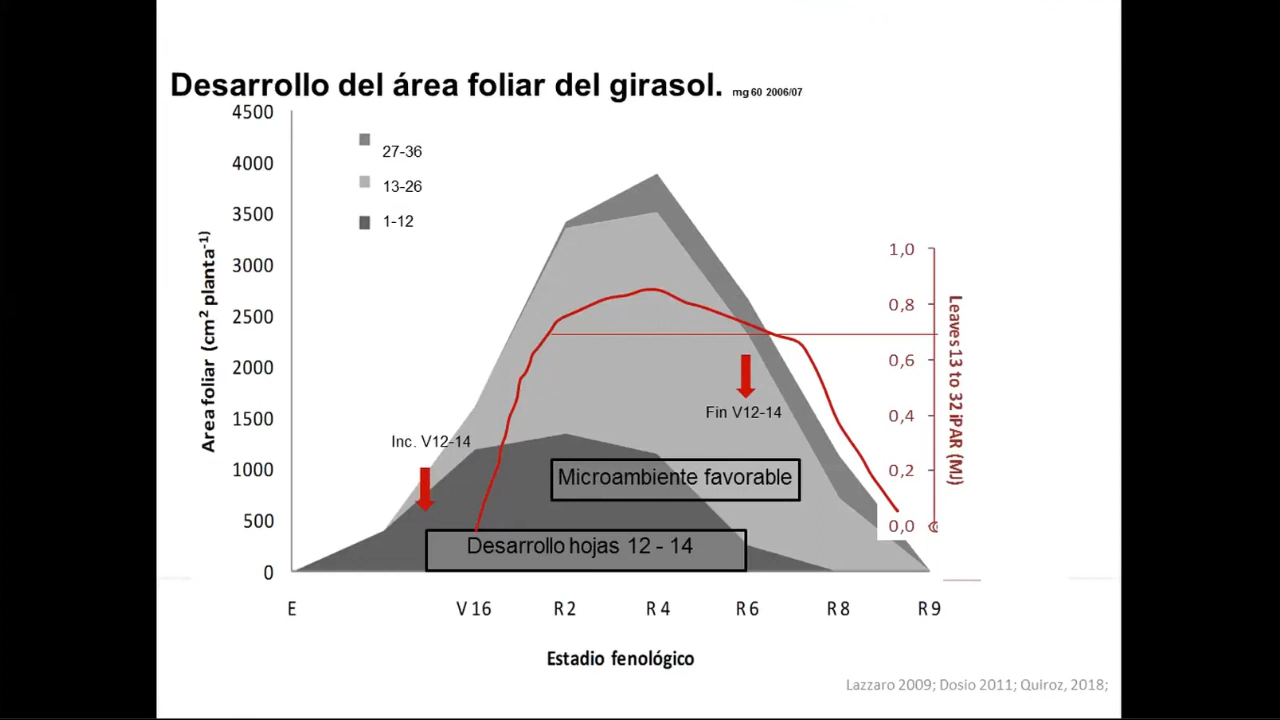 Desarrollo del área foliar del girasol. mg60 2006/07
4500
4000
3500
3000
2500
2000
1500
1000
500
0
Area foliar (cm² planta⁻¹)
27-36
13-26
1-12
Inc. V12-14
Fin V12-14
Microambiente favorable
Desarrollo hojas 12 - 14
1,0
0,8
0,6
0,4
0,2
0,0
Leaves 13 to 32 iPAR (MJ)
E V 16 R 2 R 4 R 6 R 8 R 9
Estadio fenológico
Lazzaro 2009; Dosio 2011; Quiroz, 2018;